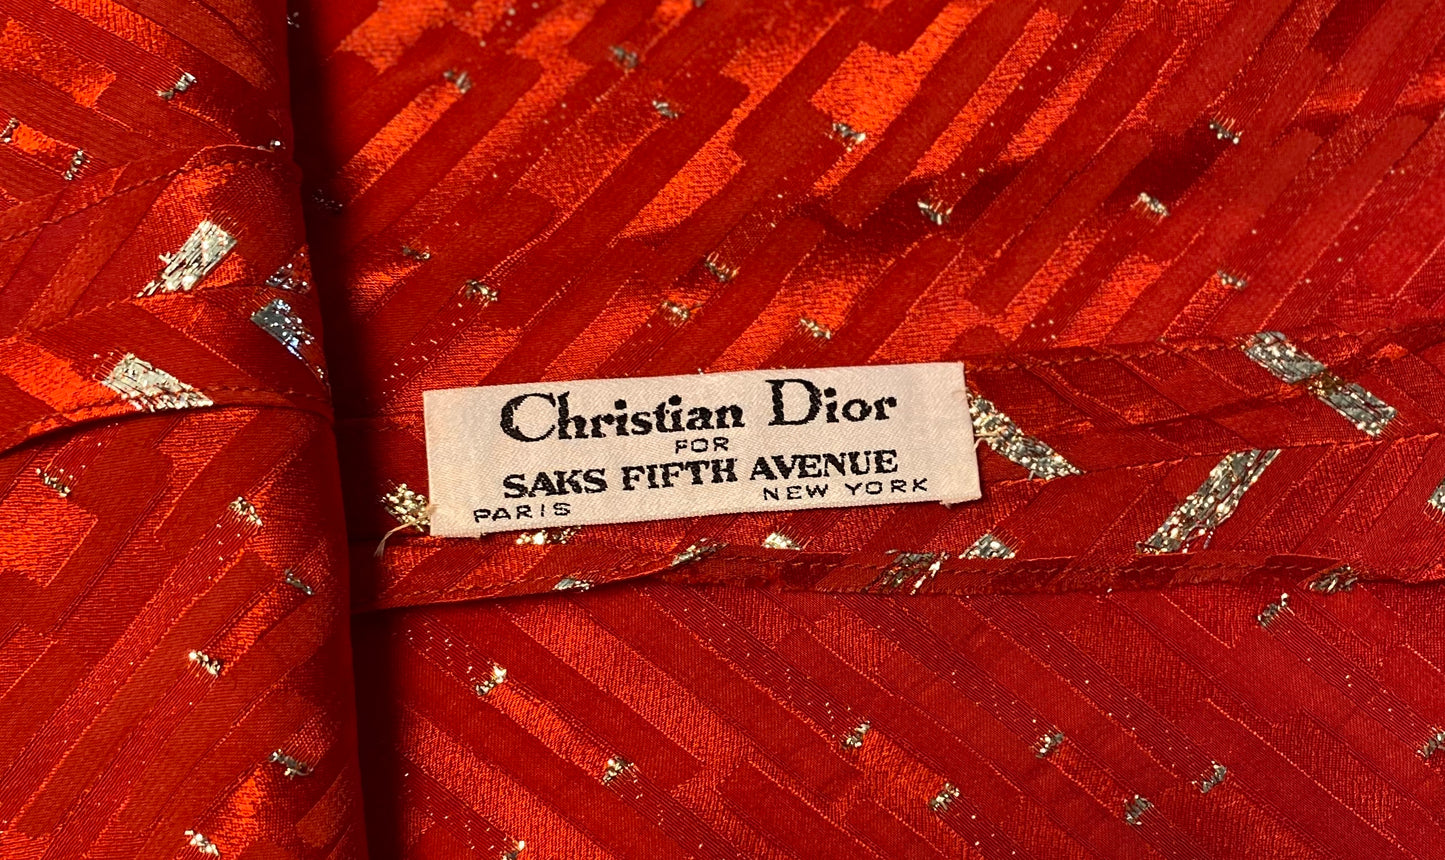 Christian Dior
FOR
SAKS FIFTH AVENUE
PARIS NEW YORK